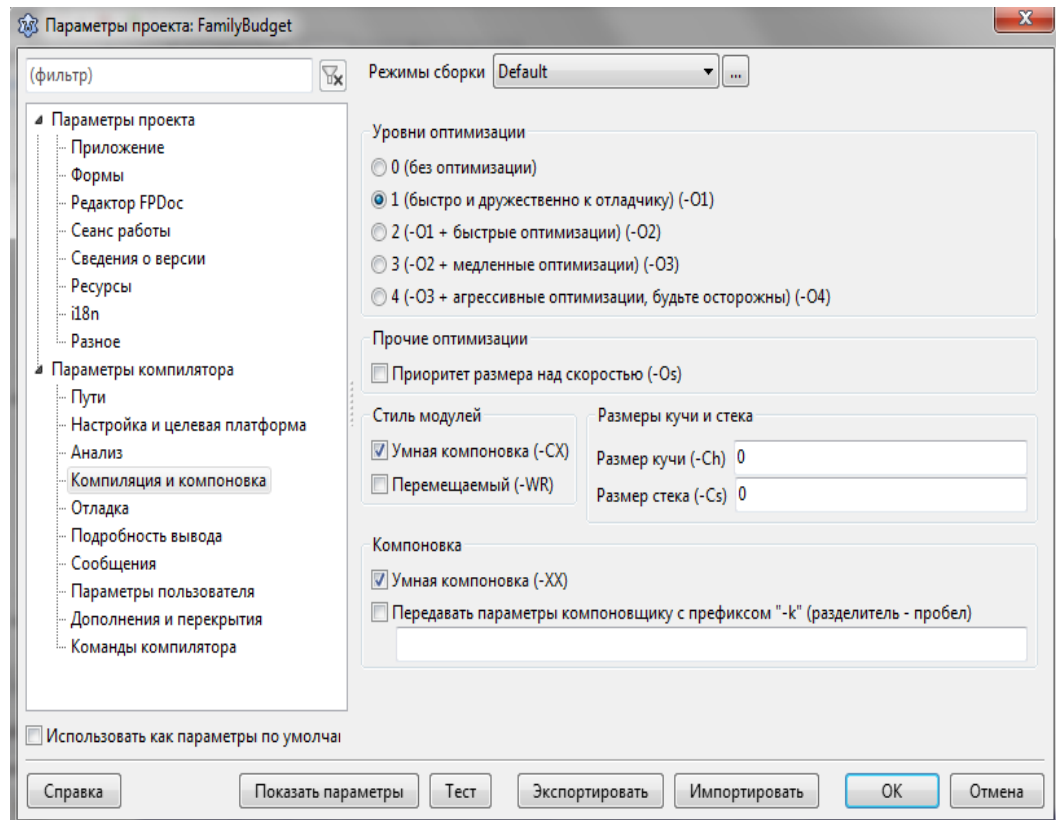 Параметры проекта: FamilyBudget
(фильтр)
Режимы сборки Default ...
Параметры проекта
Приложение
Формы
Редактор FPDoc
Сеанс работы
Сведения о версии
Ресурсы
i18n
Разное
Параметры компилятора
Пути
Настройка и целевая платформа
Анализ
Компиляция и компоновка
Отладка
Подробность вывода
Сообщения
Параметры пользователя
Дополнения и перекрытия
Команды компилятора
Уровни оптимизации
0 (без оптимизации)
1 (быстро и дружественно к отладчику) (-O1)
2 (-O1 + быстрые оптимизации) (-O2)
3 (-O2 + медленные оптимизации) (-O3)
4 (-O3 + агрессивные оптимизации, будьте осторожны) (-O4)
Прочие оптимизации
Приоритет размера над скоростью (-Os)
Стиль модулей
Умная компоновка (-CX)
Перемещаемый (-WR)
Размеры кучи и стека
Размер кучи (-Ch) 0
Размер стека (-Cs) 0
Компоновка
Умная компоновка (-XX)
Передавать параметры компоновщику с префиксом "-k" (разделитель - пробел)
Использовать как параметры по умолчан
Справка
Показать параметры
Тест
Экспортировать
Импортировать
OK
Отмена